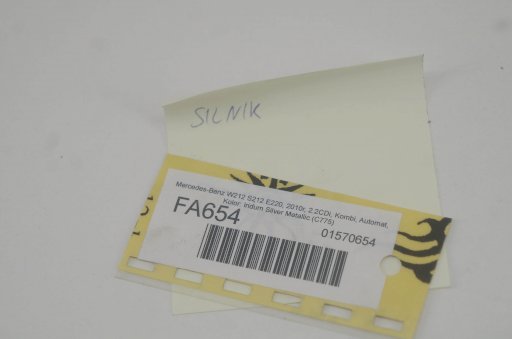 SILNIK
Mercedes-Benz W212 S212 E220, 2010r, 2.2CDi, Kombi, Automat,
Kolor: Iridium Silver Metallic (C775)
FA654
01570654